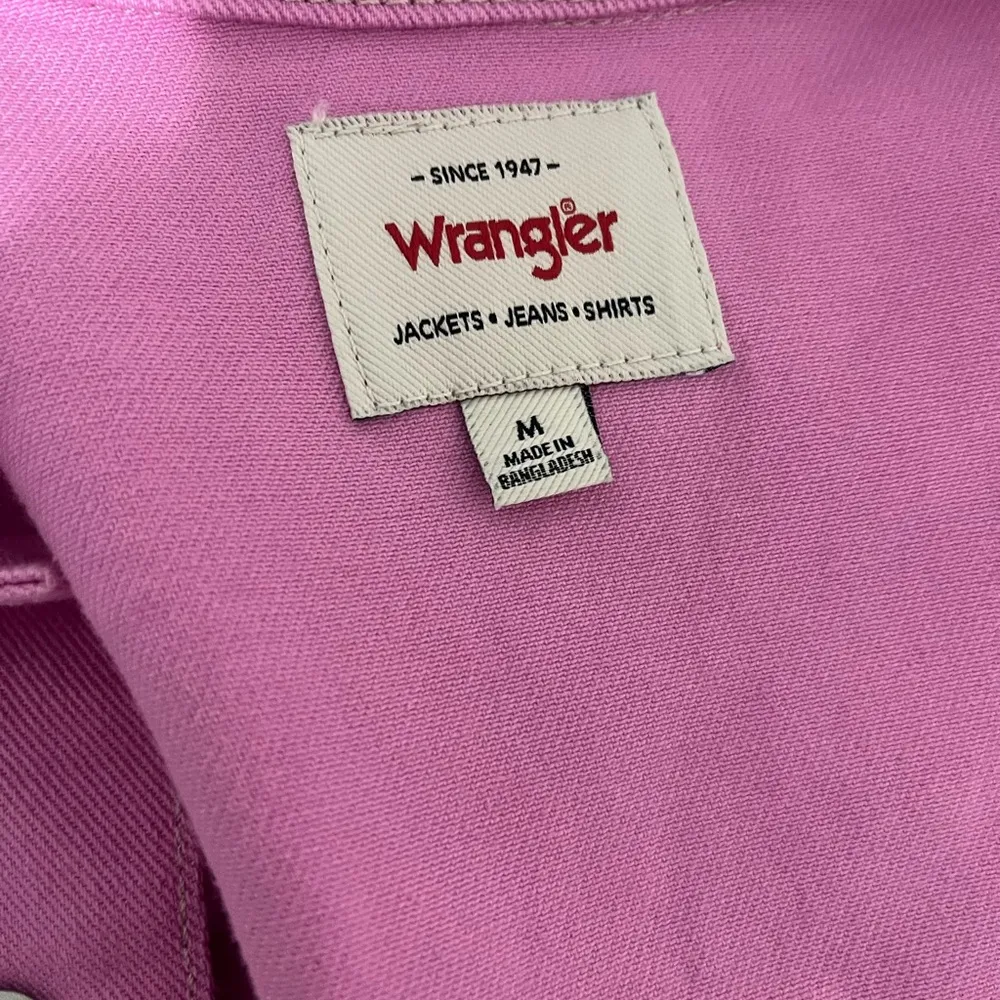 - SINCE 1947 -
Wrangler®
JACKETS • JEANS • SHIRTS
M
MADE IN
BANGLADESH